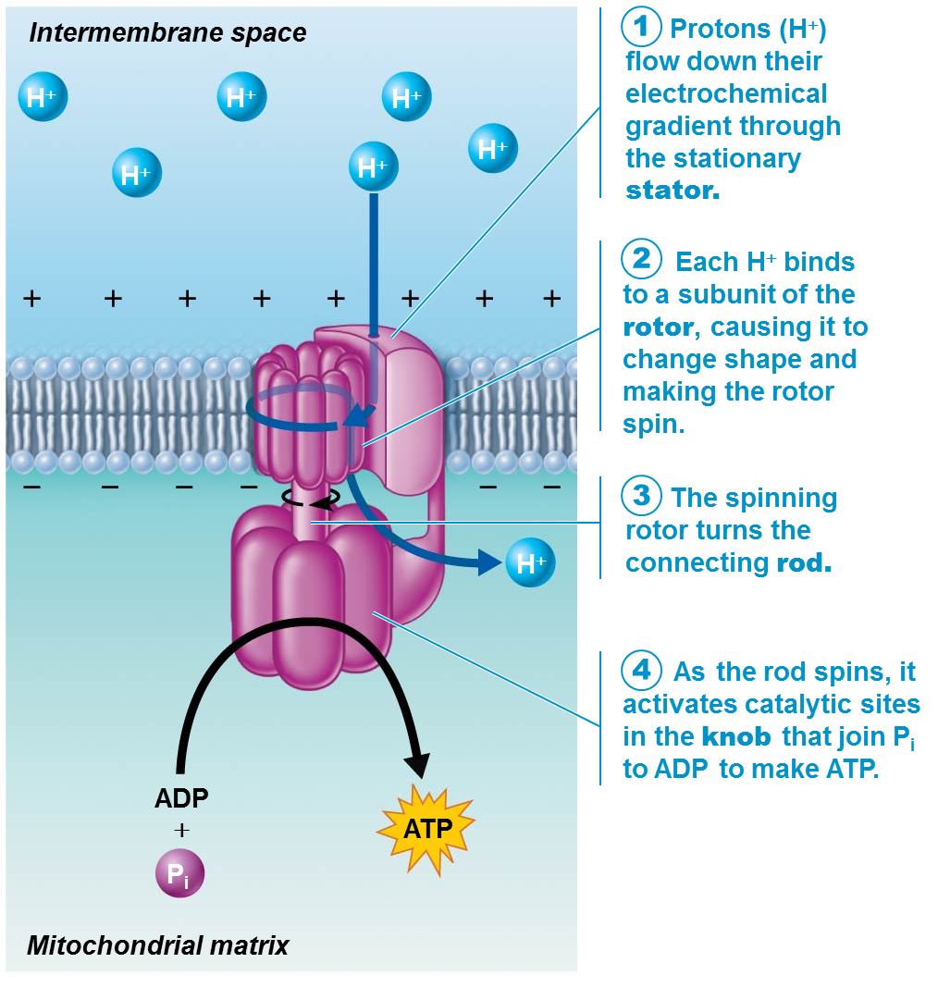 Intermembrane space
H+
H+
H+
H+
H+
H+
+ + + + + + + +
− − − − − −
H+
ADP
+
Pi
ATP
Mitochondrial matrix
1 Protons (H+)
flow down their
electrochemical
gradient through
the stationary
stator.
2 Each H+ binds
to a subunit of the
rotor, causing it to
change shape and
making the rotor
spin.
3 The spinning
rotor turns the
connecting rod.
4 As the rod spins, it
activates catalytic sites
in the knob that join Pi
to ADP to make ATP.